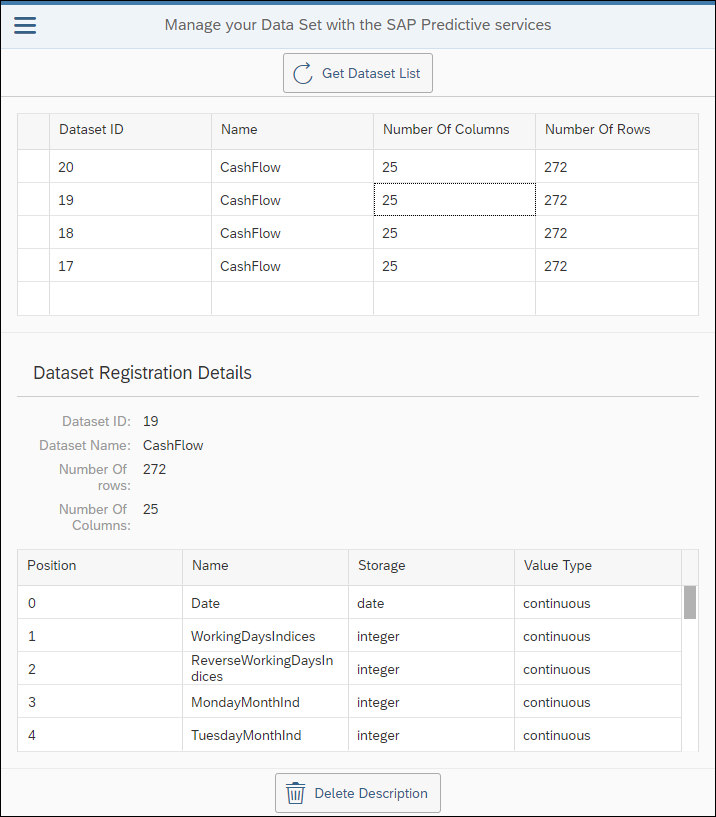 Manage your Data Set with the SAP Predictive services
Get Dataset List
Dataset ID Name Number Of Columns Number Of Rows
20 CashFlow 25 272
19 CashFlow 25 272
18 CashFlow 25 272
17 CashFlow 25 272
Dataset Registration Details
Dataset ID: 19
Dataset Name: CashFlow
Number Of 272
rows:
Number Of 25
Columns:
Position Name Storage Value Type
0 Date date continuous
1 WorkingDaysIndices integer continuous
ReverseWorkingDaysIn
2 integer continuous
dices
3 MondayMonthInd integer continuous
4 TuesdayMonthInd integer continuous
Delete Description